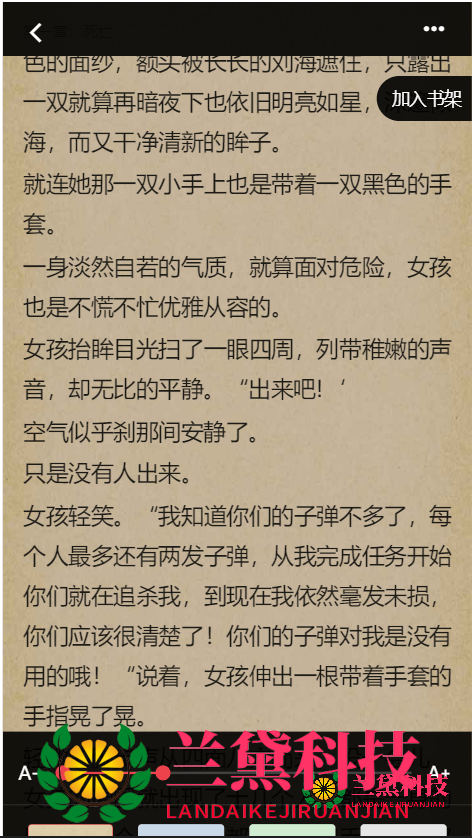 •••
色的面纱，额头被长长的刘海遮住，只露出
加入书架
一双就算再暗夜下也依旧明亮如星，
海，而又干净清新的眸子。
就连她那一双小手上也是带着一双黑色的手
套。
一身淡然自若的气质，就算面对危险，女孩
也是不慌不忙优雅从容的。
女孩抬眸目光扫了一眼四周，列带稚嫩的声
音，却无比的平静。“出来吧！‘
空气似乎刹那间安静了。
只是没有人出来。
女孩轻笑。“我知道你们的子弹不多了，每
个人最多还有两发子弹，从我完成任务开始
你们就在追杀我，到现在我依然毫发未损，
你们应该很清楚了！你们的子弹对我是没有
用的哦！“说着，女孩伸出一根带着手套的
手指晃了晃。
A-
A+
兰黛科技
LANDAIKEJIRUANJIAN
兰黛科技
LANDAIKEJIRUANJIAN